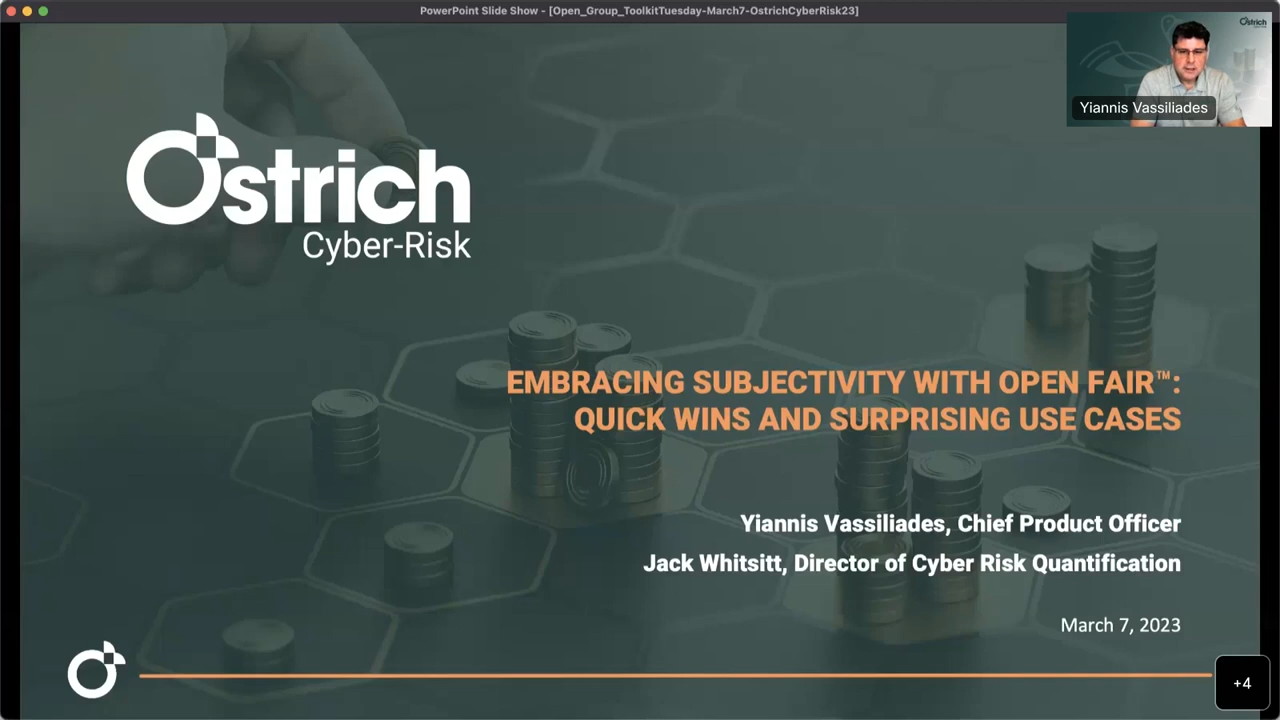 PowerPoint Slide Show - [Open_Group_ToolkitTuesday-March7-OstrichCyberRisk23]
Ostrich
Yiannis Vassiliades
Ostrich
Cyber-Risk
EMBRACING SUBJECTIVITY WITH OPEN FAIR™:
QUICK WINS AND SURPRISING USE CASES
Yiannis Vassiliades, Chief Product Officer
Jack Whitsitt, Director of Cyber Risk Quantification
March 7, 2023
+4